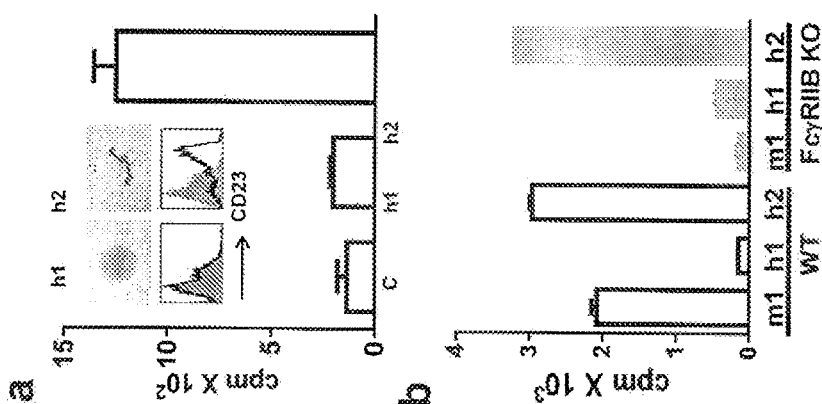 a
h1 h2
CD23
15
10
5
0
cpm X 10²
C h1 h2
b
4
3
2
1
0
cpm X 10³
m1 h1 h2 m1 h1 h2
WT FcγRIIB KO